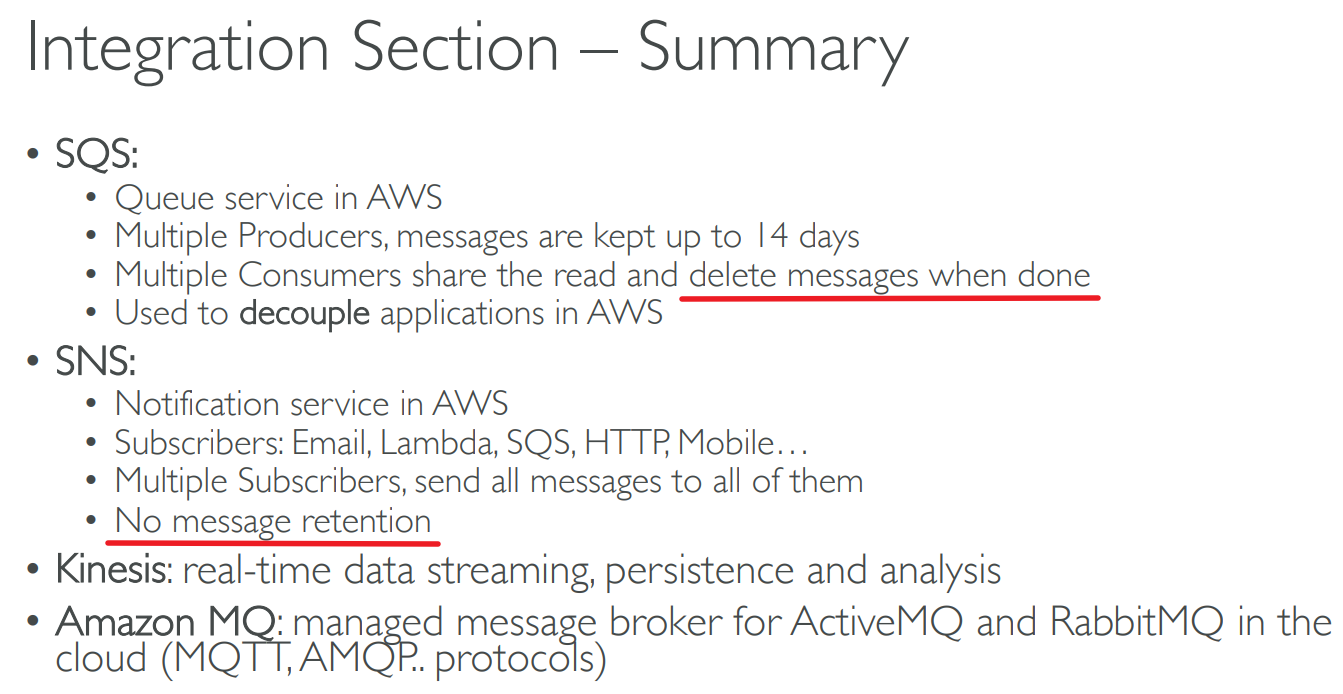 Integration Section – Summary
• SQS:
• Queue service in AWS
• Multiple Producers, messages are kept up to 14 days
• Multiple Consumers share the read and delete messages when done
• Used to decouple applications in AWS
• SNS:
• Notification service in AWS
• Subscribers: Email, Lambda, SQS, HTTP, Mobile…
• Multiple Subscribers, send all messages to all of them
• No message retention
• Kinesis: real-time data streaming, persistence and analysis
• Amazon MQ: managed message broker for ActiveMQ and RabbitMQ in the
cloud (MQTT, AMQP.. protocols)